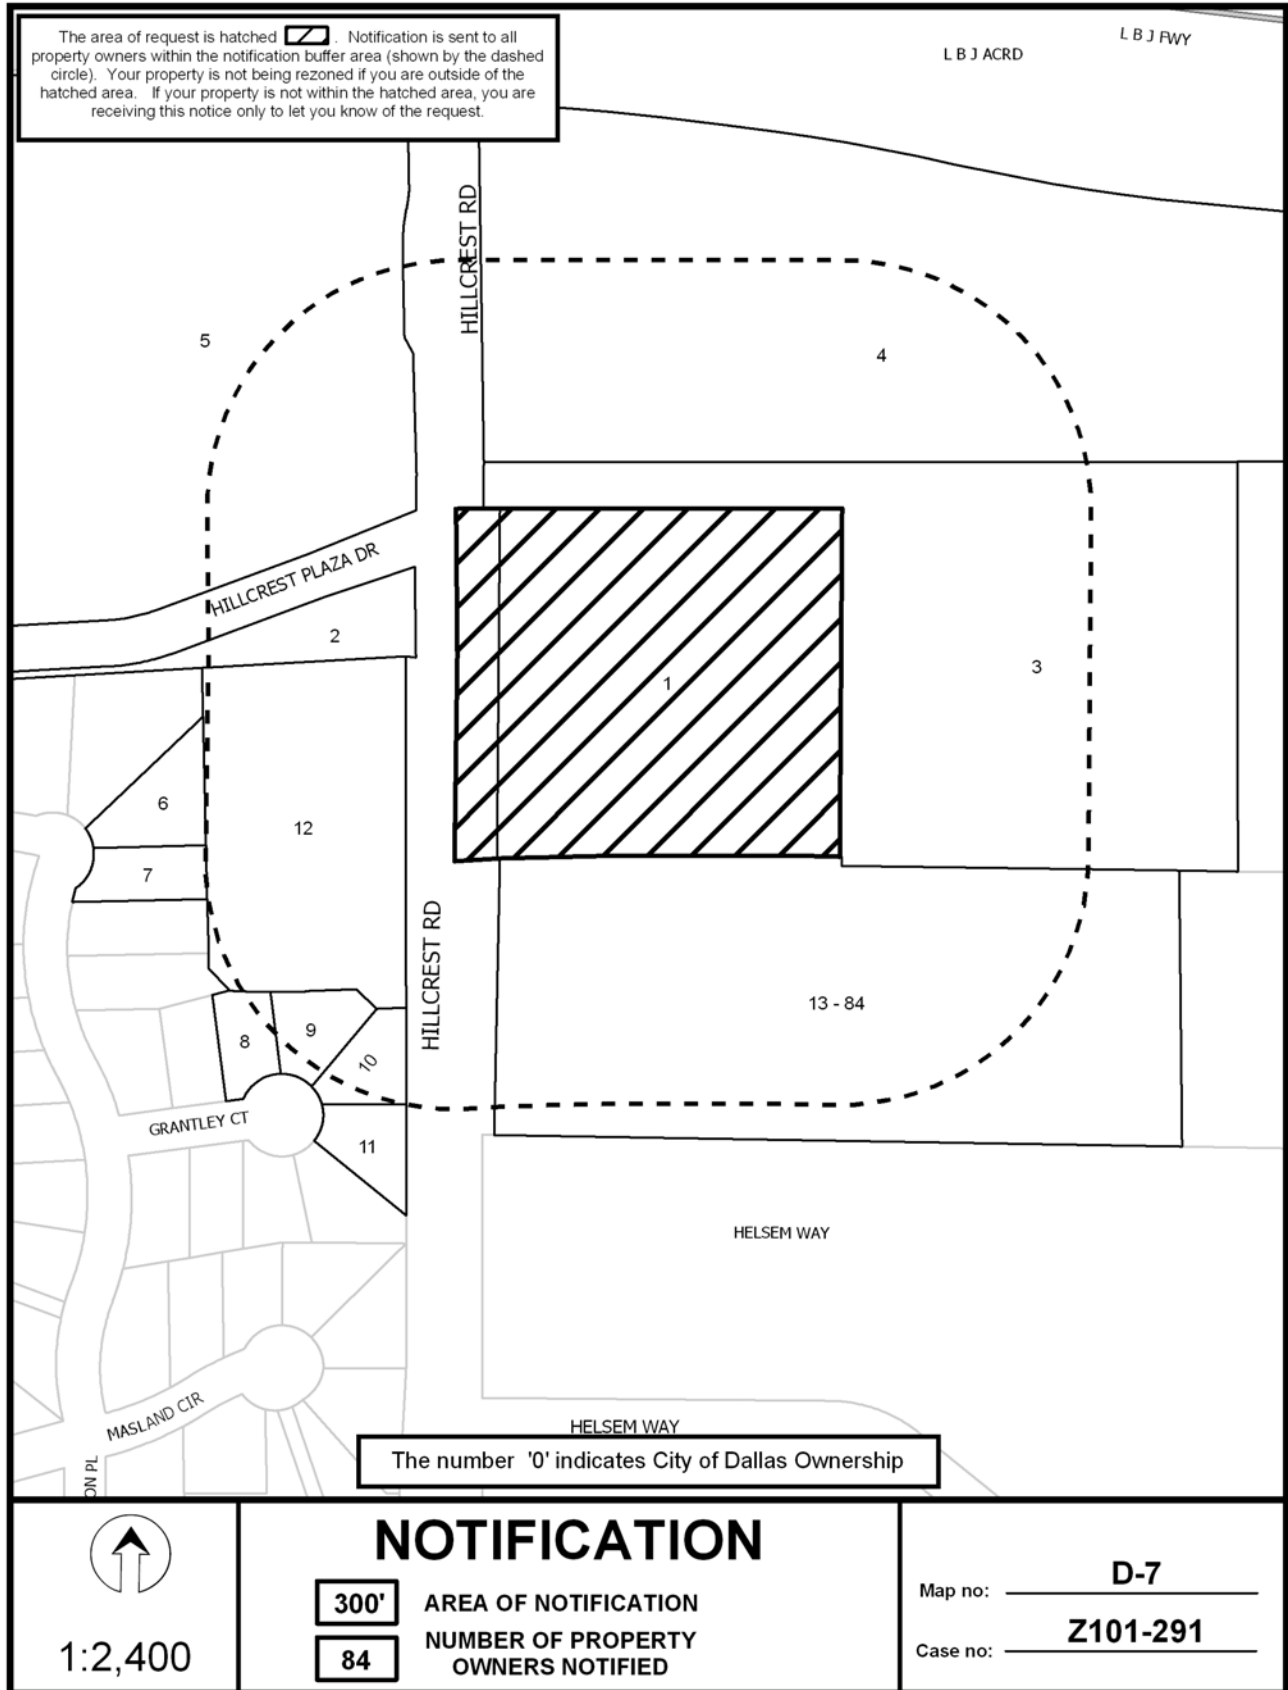 The area of request is hatched . Notification is sent to all
property owners within the notification buffer area (shown by the dashed
circle). Your property is not being rezoned if you are outside of the
hatched area. If your property is not within the hatched area, you are
receiving this notice only to let you know of the request.
L B J ACRD
L B J FWY
HILLCREST RD
5
4
HILLCREST PLAZA DR
2
1
3
6
12
7
HILLCREST RD
13 - 84
9
8
10
GRANTLEY CT
11
HELSEM WAY
MASLAND CIR
HELSEM WAY
ON PL
The number '0' indicates City of Dallas Ownership
1:2,400
NOTIFICATION
300' AREA OF NOTIFICATION
84 NUMBER OF PROPERTY
OWNERS NOTIFIED
Map no: D-7
Case no: Z101-291